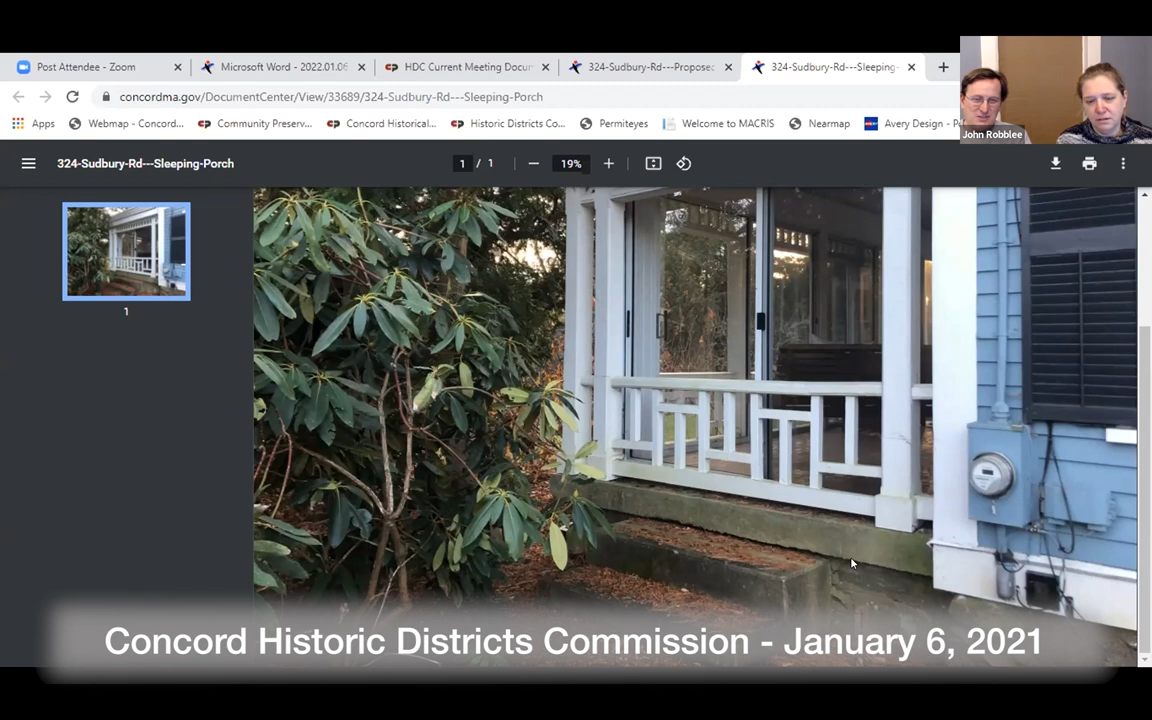 Post Attendee - Zoom
Microsoft Word - 2022.01.06
HDC Current Meeting Docum
324-Sudbury-Rd---Proposed
324-Sudbury-Rd---Sleeping-
concordma.gov/DocumentCenter/View/33689/324-Sudbury-Rd---Sleeping-Porch
Apps
Webmap - Concord...
Community Preserv...
Concord Historical...
Historic Districts Co...
Permiteyes
Welcome to MACRIS
Nearmap
Avery Design - P
John Robblee
324-Sudbury-Rd---Sleeping-Porch
1 / 1
19%
1
Concord Historic Districts Commission - January 6, 2021